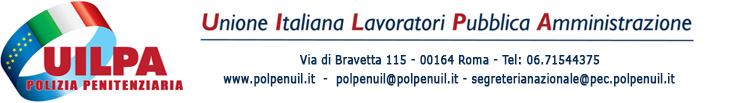 UILPA
POLIZIA PENITENZIARIA
Unione Italiana Lavoratori Pubblica Amministrazione
Via di Bravetta 115 - 00164 Roma - Tel: 06.71544375
www.polpenuil.it - polpenuil@polpenuil.it - segreterianazionale@pec.polpenuil.it